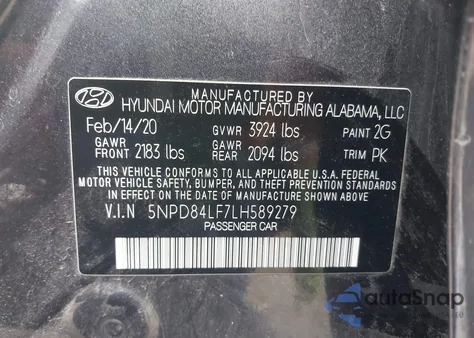 MANUFACTURED BY
HYUNDAI MOTOR MANUFACTURING ALABAMA, LLC
Feb/14/20 GVWR 3924 lbs PAINT 2G
GAWR FRONT 2183 lbs GAWR REAR 2094 lbs TRIM PK
THIS VEHICLE CONFORMS TO ALL APPLICABLE FEDERAL
MOTOR VEHICLE SAFETY, BUMPER, AND THEFT PREVENTION STANDARDS
IN EFFECT ON THE DATE OF MANUFACTURE SHOWN ABOVE.
V.I.N 5NPD84LF7LH589279
PASSENGER CAR
autoSnap